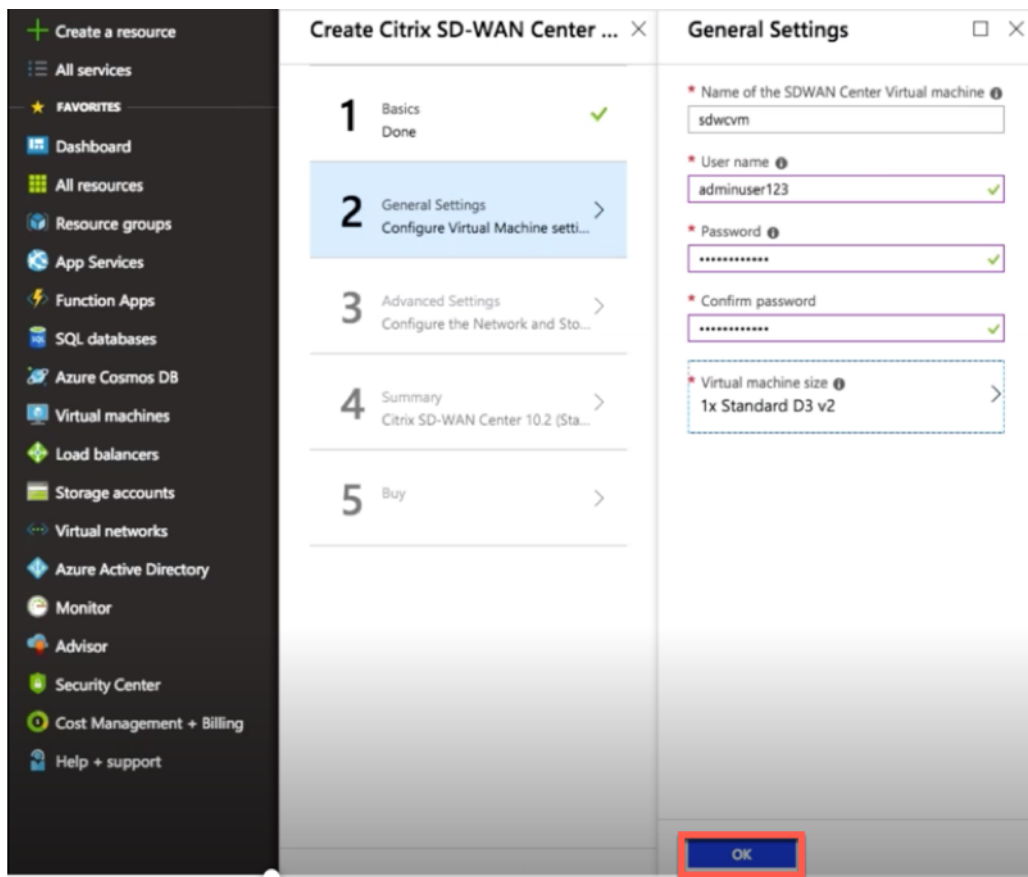 Create a resource
All services
FAVORITES
Dashboard
All resources
Resource groups
App Services
Function Apps
SQL databases
Azure Cosmos DB
Virtual machines
Load balancers
Storage accounts
Virtual networks
Azure Active Directory
Monitor
Advisor
Security Center
Cost Management + Billing
Help + support
Create Citrix SD-WAN Center ...
1
Basics
Done
2
General Settings
Configure Virtual Machine setti...
3
Advanced Settings
Configure the Network and Sto...
4
Summary
Citrix SD-WAN Center 10.2 (Sta...
5
Buy
General Settings
* Name of the SDWAN Center Virtual machine
sdwcvm
* User name
adminuser123
* Password
••••••••••••
* Confirm password
••••••••••••
* Virtual machine size
1x Standard D3 v2
OK